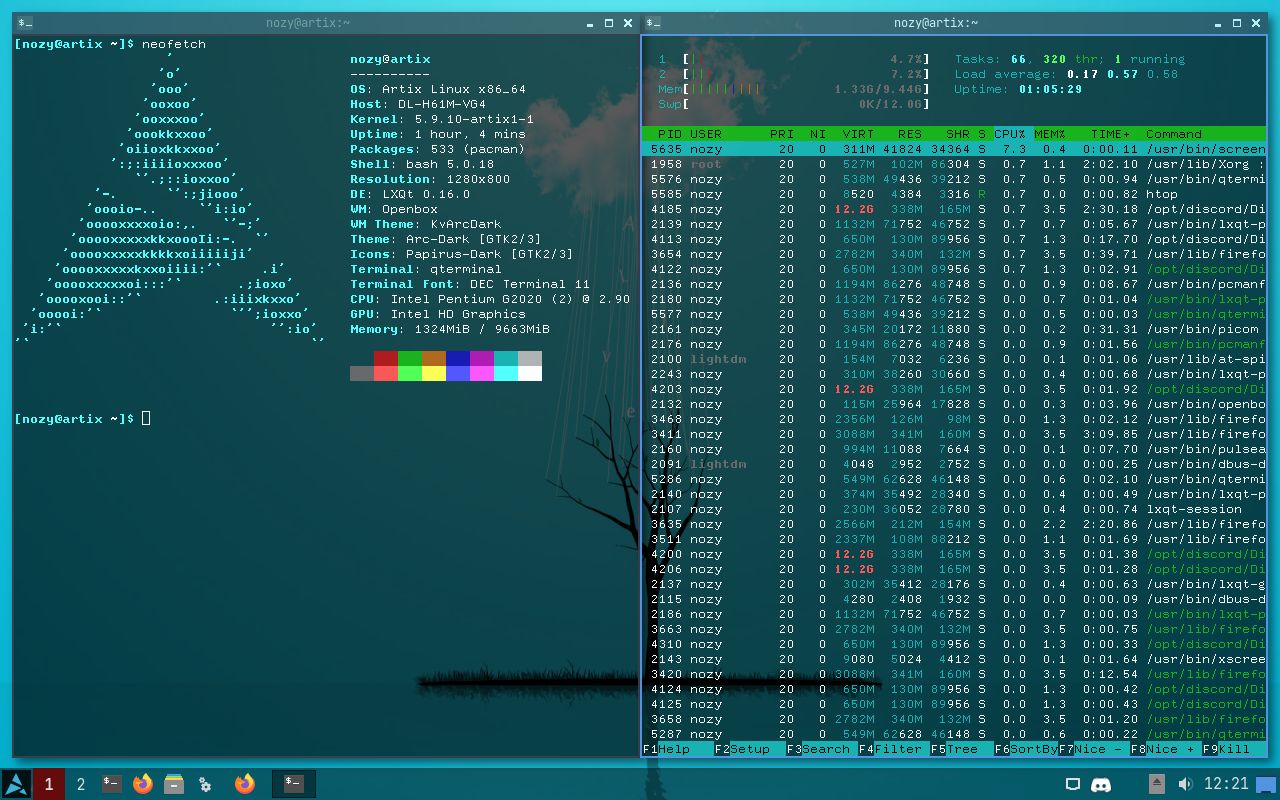 nozy@artix:~
[nozy@artix ~]$ neofetch
nozy@artix
----------
OS: Artix Linux x86_64
Host: DL-H61M-VG4
Kernel: 5.9.10-artix1-1
Uptime: 1 hour, 4 mins
Packages: 533 (pacman)
Shell: bash 5.0.18
Resolution: 1280x800
DE: LXQt 0.16.0
WM: Openbox
WM Theme: KvArcDark
Theme: Arc-Dark [GTK2/3]
Icons: Papirus-Dark [GTK2/3]
Terminal: qterminal
Terminal Font: DEC Terminal 11
CPU: Intel Pentium G2020 (2) @ 2.90
GPU: Intel HD Graphics
Memory: 1324MiB / 9663MiB
[nozy@artix ~]$
nozy@artix:~
1 [|| 4.7%] Tasks: 66, 320 thr; 1 running
2 [|| 7.2%] Load average: 0.17 0.57 0.58
Mem[||||||||| 1.33G/9.44G] Uptime: 01:05:29
Swp[ 0K/12.0G]
PID USER PRI NI VIRT RES SHR S CPU% MEM% TIME+ Command
5635 nozy 20 0 311M 41824 34364 S 7.3 0.4 0:00.11 /usr/bin/screen
1958 root 20 0 527M 102M 86304 S 0.7 1.1 2:02.10 /usr/lib/Xorg :
5576 nozy 20 0 538M 49436 39212 S 0.7 0.5 0:00.94 /usr/bin/qtermi
5585 nozy 20 0 8520 4384 3316 R 0.7 0.0 0:00.82 htop
4185 nozy 20 0 12.2G 338M 165M S 0.7 3.5 2:30.18 /opt/discord/Di
2139 nozy 20 0 1132M 71752 46752 S 0.7 0.7 0:05.67 /usr/bin/lxqt-p
4113 nozy 20 0 650M 130M 89956 S 0.7 1.3 0:17.70 /opt/discord/Di
3654 nozy 20 0 2782M 340M 132M S 0.7 3.5 0:39.71 /usr/lib/firefo
4122 nozy 20 0 650M 130M 89956 S 0.7 1.3 0:02.91 /opt/discord/Di
2136 nozy 20 0 1194M 86276 48748 S 0.7 0.9 0:08.67 /usr/bin/pcmanf
2180 nozy 20 0 1132M 71752 46752 S 0.7 0.7 0:01.04 /usr/bin/lxqt-p
5577 nozy 20 0 538M 49436 39212 S 0.7 0.5 0:00.03 /usr/bin/qtermi
2161 nozy 20 0 345M 20172 11880 S 0.7 0.2 0:31.31 /usr/bin/picom
2176 nozy 20 0 1194M 86276 48748 S 0.7 0.9 0:01.56 /usr/bin/pcmanf
2100 lightdm 20 0 154M 7032 6236 S 0.0 0.1 0:01.06 /usr/lib/at-spi
2243 nozy 20 0 310M 38260 30660 S 0.0 0.4 0:00.68 /usr/bin/lxqt-p
4203 nozy 20 0 12.2G 338M 165M S 0.0 3.5 0:01.92 /opt/discord/Di
2132 nozy 20 0 115M 25964 17828 S 0.0 0.3 0:03.96 /usr/bin/openbo
3468 nozy 20 0 2356M 126M 98M S 0.0 1.3 0:02.12 /usr/lib/firefo
3411 nozy 20 0 3088M 341M 160M S 0.0 3.5 3:09.85 /usr/lib/firefo
2160 nozy 20 0 994M 11088 7664 S 0.0 0.1 0:07.70 /usr/bin/pulsea
2091 lightdm 20 0 4048 2952 2752 S 0.0 0.0 0:00.25 /usr/bin/dbus-d
5286 nozy 20 0 549M 62628 46148 S 0.0 0.6 0:02.10 /usr/bin/qtermi
2140 nozy 20 0 374M 35492 28340 S 0.0 0.4 0:00.49 /usr/bin/lxqt-p
2107 nozy 20 0 230M 36052 28780 S 0.0 0.4 0:00.74 lxqt-session
3635 nozy 20 0 2566M 212M 154M S 0.0 2.2 2:20.86 /usr/lib/firefo
3511 nozy 20 0 2337M 108M 88212 S 0.0 1.1 0:01.69 /usr/lib/firefo
4200 nozy 20 0 12.2G 338M 165M S 0.0 3.5 0:01.38 /opt/discord/Di
4206 nozy 20 0 12.2G 338M 165M S 0.0 3.5 0:01.28 /opt/discord/Di
2137 nozy 20 0 302M 35412 28176 S 0.0 0.4 0:00.63 /usr/bin/lxqt-g
2115 nozy 20 0 4280 2408 1932 S 0.0 0.0 0:00.09 /usr/bin/dbus-d
2186 nozy 20 0 1132M 71752 46752 S 0.0 0.7 0:00.03 /usr/bin/lxqt-p
3663 nozy 20 0 2782M 340M 132M S 0.0 3.5 0:00.75 /usr/lib/firefo
4310 nozy 20 0 650M 130M 89956 S 0.0 1.3 0:00.33 /opt/discord/Di
2143 nozy 20 0 9080 5024 4412 S 0.0 0.1 0:01.64 /usr/bin/xscree
3420 nozy 20 0 3088M 341M 160M S 0.0 3.5 0:12.54 /usr/lib/firefo
4124 nozy 20 0 650M 130M 89956 S 0.0 1.3 0:00.42 /opt/discord/Di
4125 nozy 20 0 650M 130M 89956 S 0.0 1.3 0:00.43 /opt/discord/Di
3658 nozy 20 0 2782M 340M 132M S 0.0 3.5 0:01.20 /usr/lib/firefo
5287 nozy 20 0 549M 62628 46148 S 0.0 0.6 0:00.22 /usr/bin/qtermi
F1Help F2Setup F3Search F4Filter F5Tree F6SortBy F7Nice - F8Nice + F9Kill
1 2 12:21